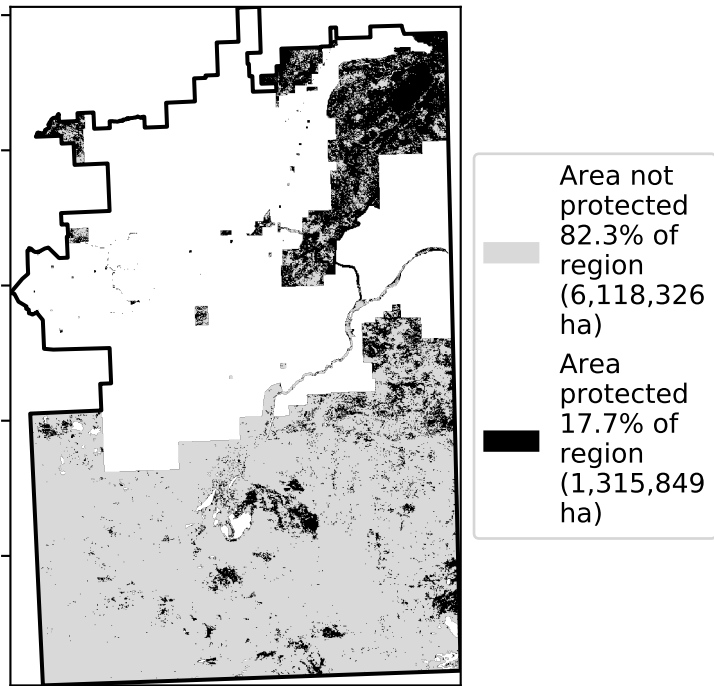 Area not
protected
82.3% of
region
(6,118,326
ha)
Area
protected
17.7% of
region
(1,315,849
ha)